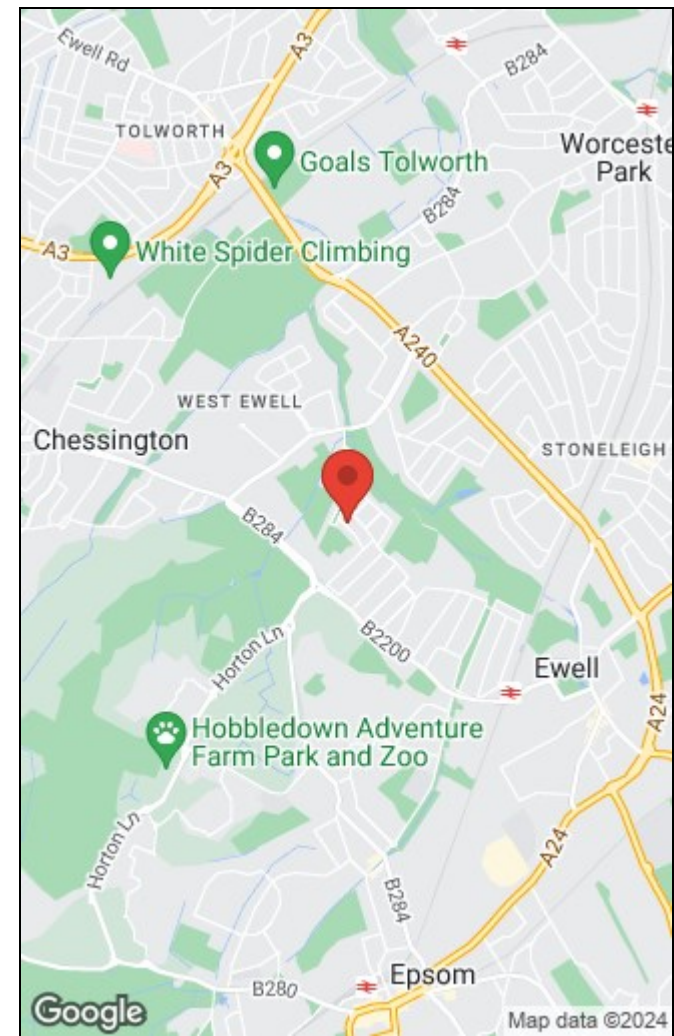 Ewell Rd
A3
B284
TOLWORTH
Worceste
Park
Goals Tolworth
A3
B284
A3
White Spider Climbing
A240
WEST EWELL
Chessington
STONELEIGH
B284
Horton Ln
B2200
Ewell
A24
Hobbledown Adventure
Farm Park and Zoo
Horton Ln
A24
B284
Epsom
B280
Google
Map data ©2024